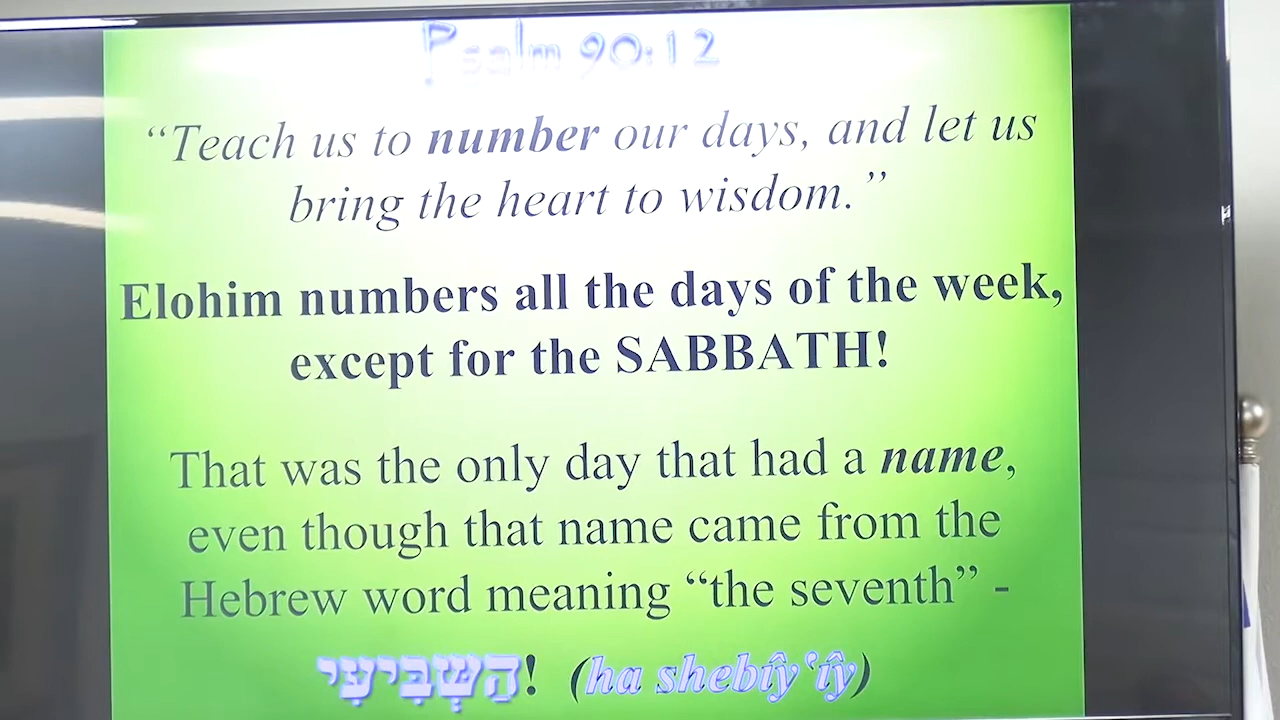 Psalm 90:12
“Teach us to number our days, and let us
bring the heart to wisdom.”
Elohim numbers all the days of the week,
except for the SABBATH!
That was the only day that had a name,
even though that name came from the
Hebrew word meaning “the seventh” -
הַשְּׁבִיעִי! (ha shebîyʿîy)